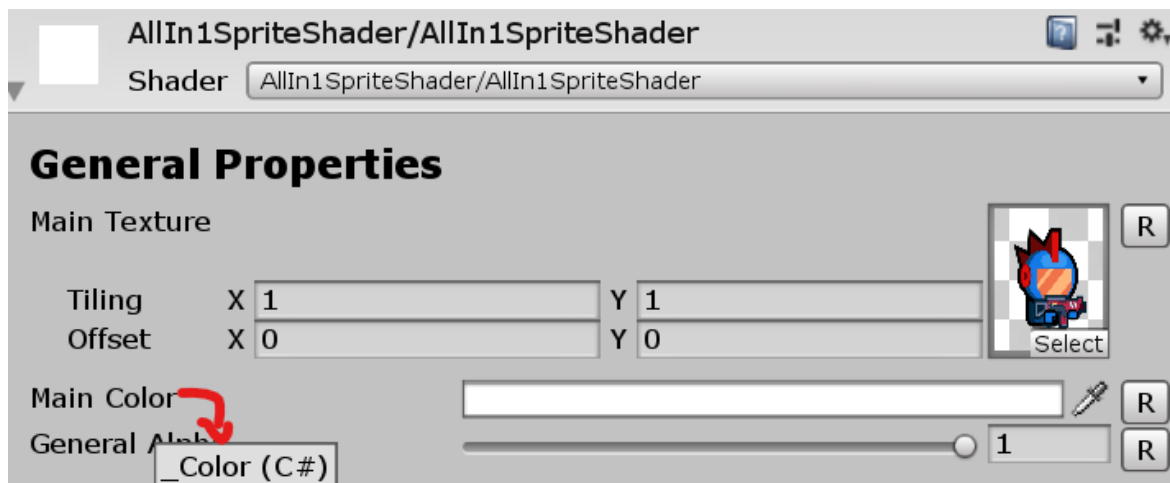 AllIn1SpriteShader/AllIn1SpriteShader
Shader AllIn1SpriteShader/AllIn1SpriteShader
General Properties
Main Texture R
Tiling X 1 Y 1
Offset X 0 Y 0
Select
Main Color R
General Alpha 1 R
_Color (C#)